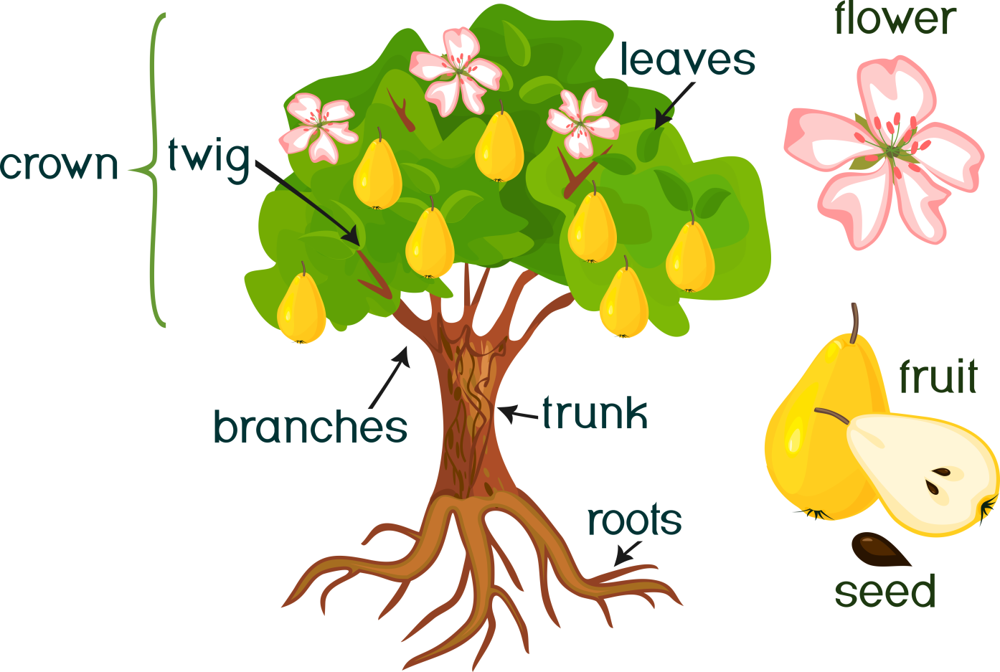 flower
leaves
crown
twig
fruit
branches
trunk
roots
seed